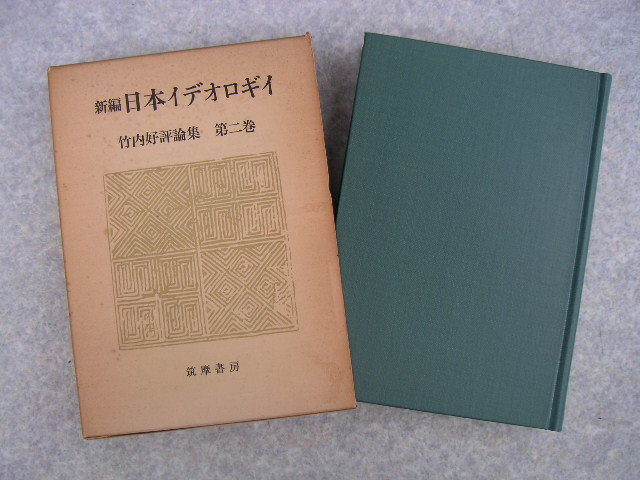 新編 日本イデオロギイ
竹内好評論集 第二巻
筑摩書房